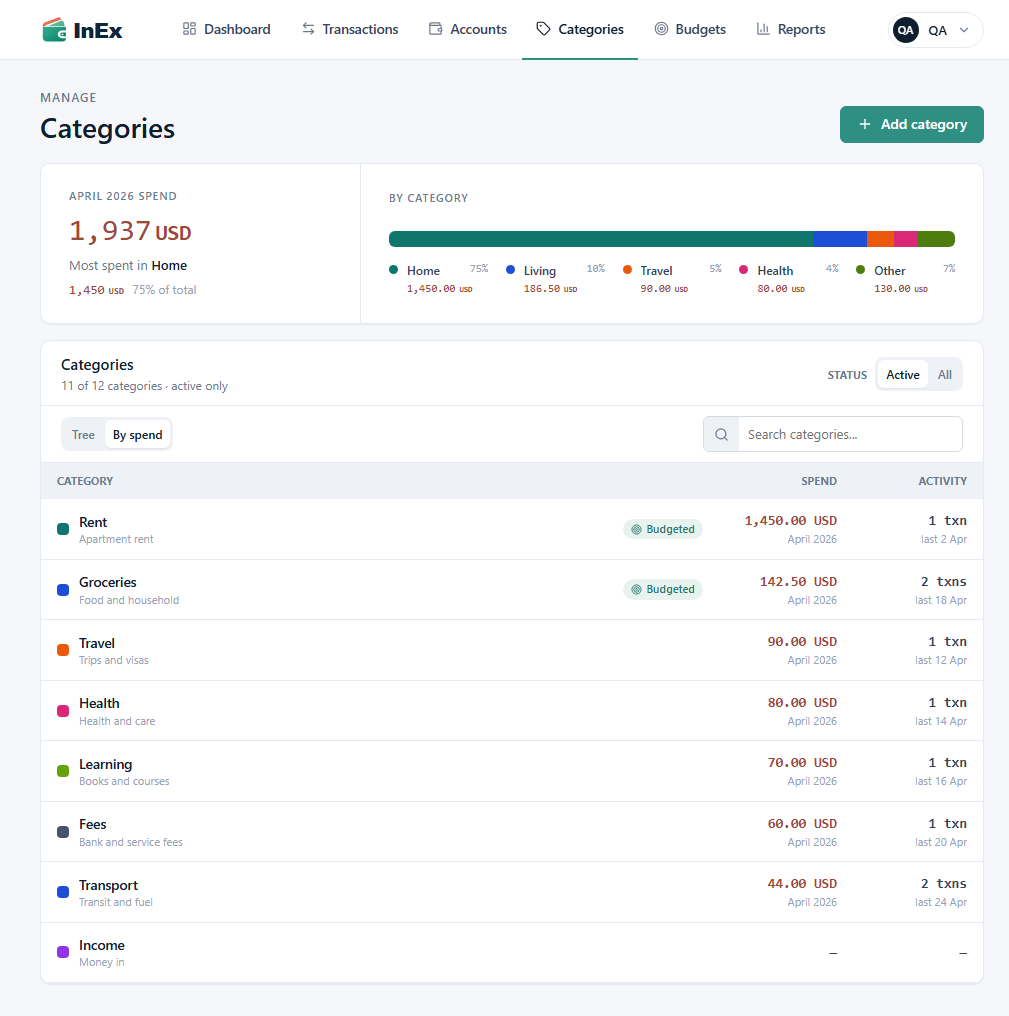 InEx
Dashboard
Transactions
Accounts
Categories
Budgets
Reports
QA
QA
MANAGE
Categories
Add category
APRIL 2026 SPEND
1,937 USD
Most spent in Home
1,450 USD 75% of total
BY CATEGORY
Home 75%
1,450.00 USD
Living 10%
186.50 USD
Travel 5%
90.00 USD
Health 4%
80.00 USD
Other 7%
130.00 USD
Categories
11 of 12 categories · active only
STATUS
Active
All
Tree
By spend
Search categories...
CATEGORY SPEND ACTIVITY
Rent Budgeted 1,450.00 USD 1 txn
Apartment rent April 2026 last 2 Apr
Groceries Budgeted 142.50 USD 2 txns
Food and household April 2026 last 18 Apr
Travel 90.00 USD 1 txn
Trips and visas April 2026 last 12 Apr
Health 80.00 USD 1 txn
Health and care April 2026 last 14 Apr
Learning 70.00 USD 1 txn
Books and courses April 2026 last 16 Apr
Fees 60.00 USD 1 txn
Bank and service fees April 2026 last 20 Apr
Transport 44.00 USD 2 txns
Transit and fuel April 2026 last 24 Apr
Income – –
Money in